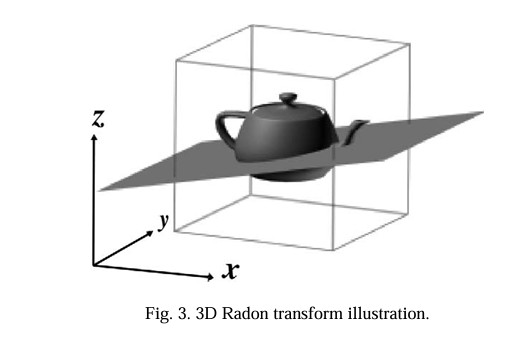 z
y
x
Fig. 3. 3D Radon transform illustration.